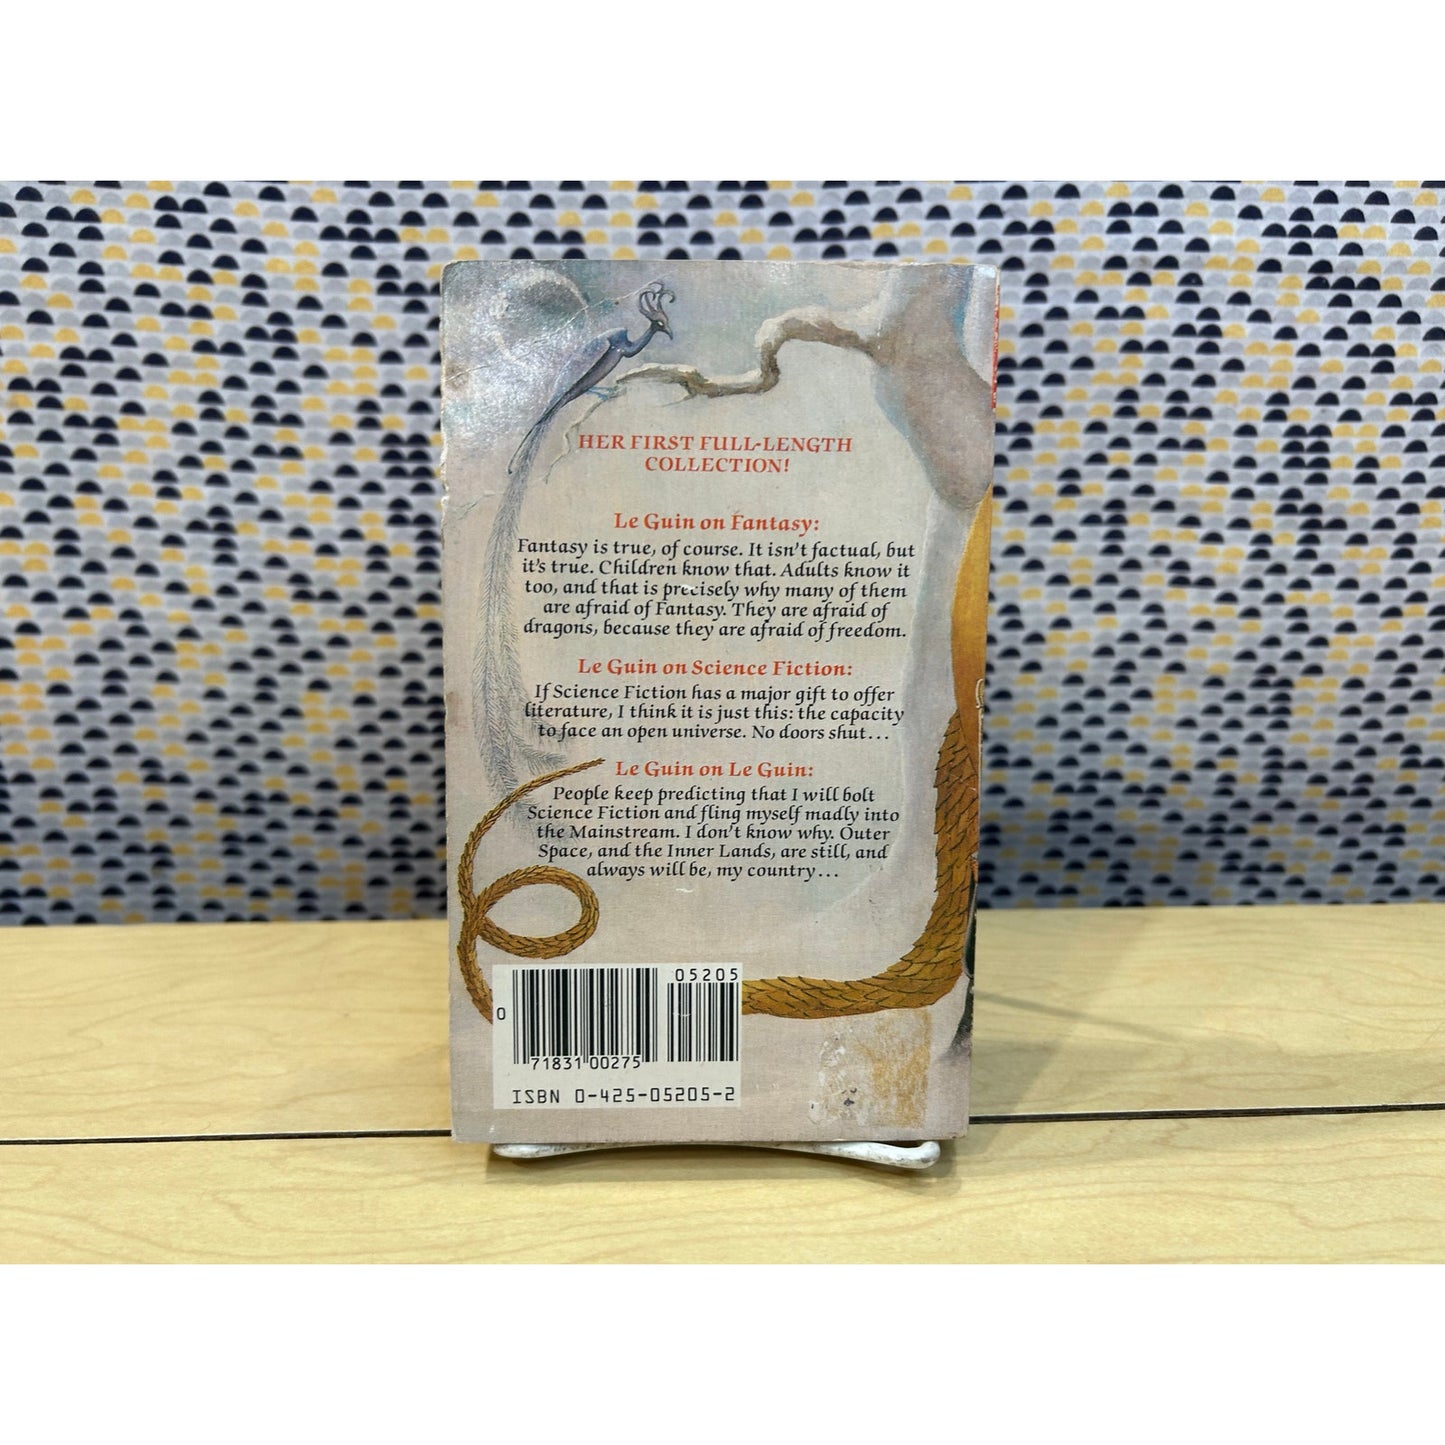 HER FIRST FULL-LENGTH
COLLECTION!
Le Guin on Fantasy:
Fantasy is true, of course. It isn't factual, but
it's true. Children know that. Adults know it
too, and that is precisely why many of them
are afraid of Fantasy. They are afraid of
dragons, because they are afraid of freedom.
Le Guin on Science Fiction:
If Science Fiction has a major gift to offer
literature, I think it is just this: the capacity
to face an open universe. No doors shut...
Le Guin on Le Guin:
People keep predicting that I will bolt
Science Fiction and fling myself madly into
the Mainstream. I don't know why. Outer
Space, and the Inner Lands, are still, and
always will be, my country...
05205
0
71831 00275
ISBN 0-425-05205-2